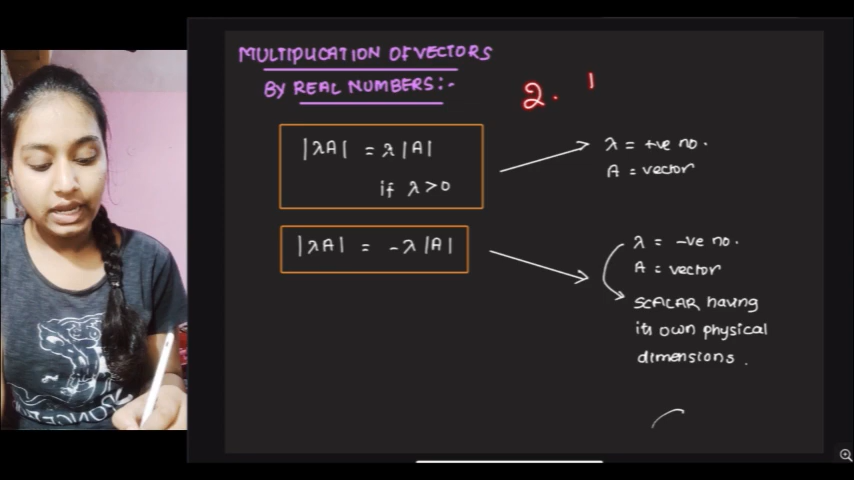 MULTIPLICATION OF VECTORS
BY REAL NUMBERS:-
2. 1
|λA| = λ|A|
if λ>0
λ = +ve no.
A = vector
|λA| = -λ|A|
λ = -ve no.
A = vector
SCALAR having
its own physical
dimensions.